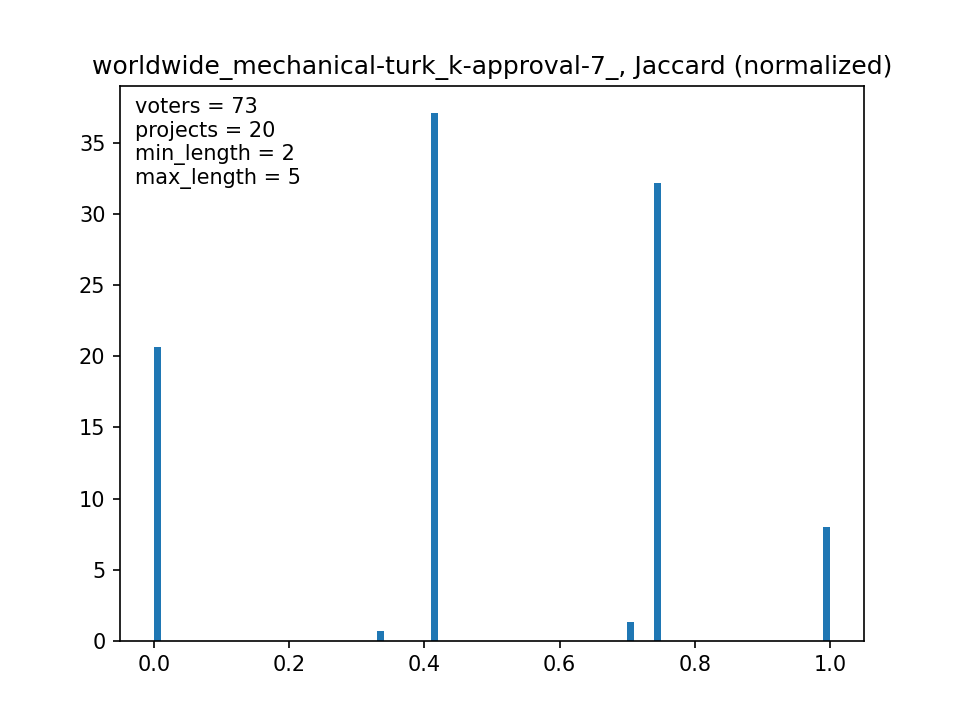 worldwide_mechanical-turk_k-approval-7_, Jaccard (normalized)
voters = 73
projects = 20
min_length = 2
max_length = 5
35
30
25
20
15
10
5
0
0.0 0.2 0.4 0.6 0.8 1.0